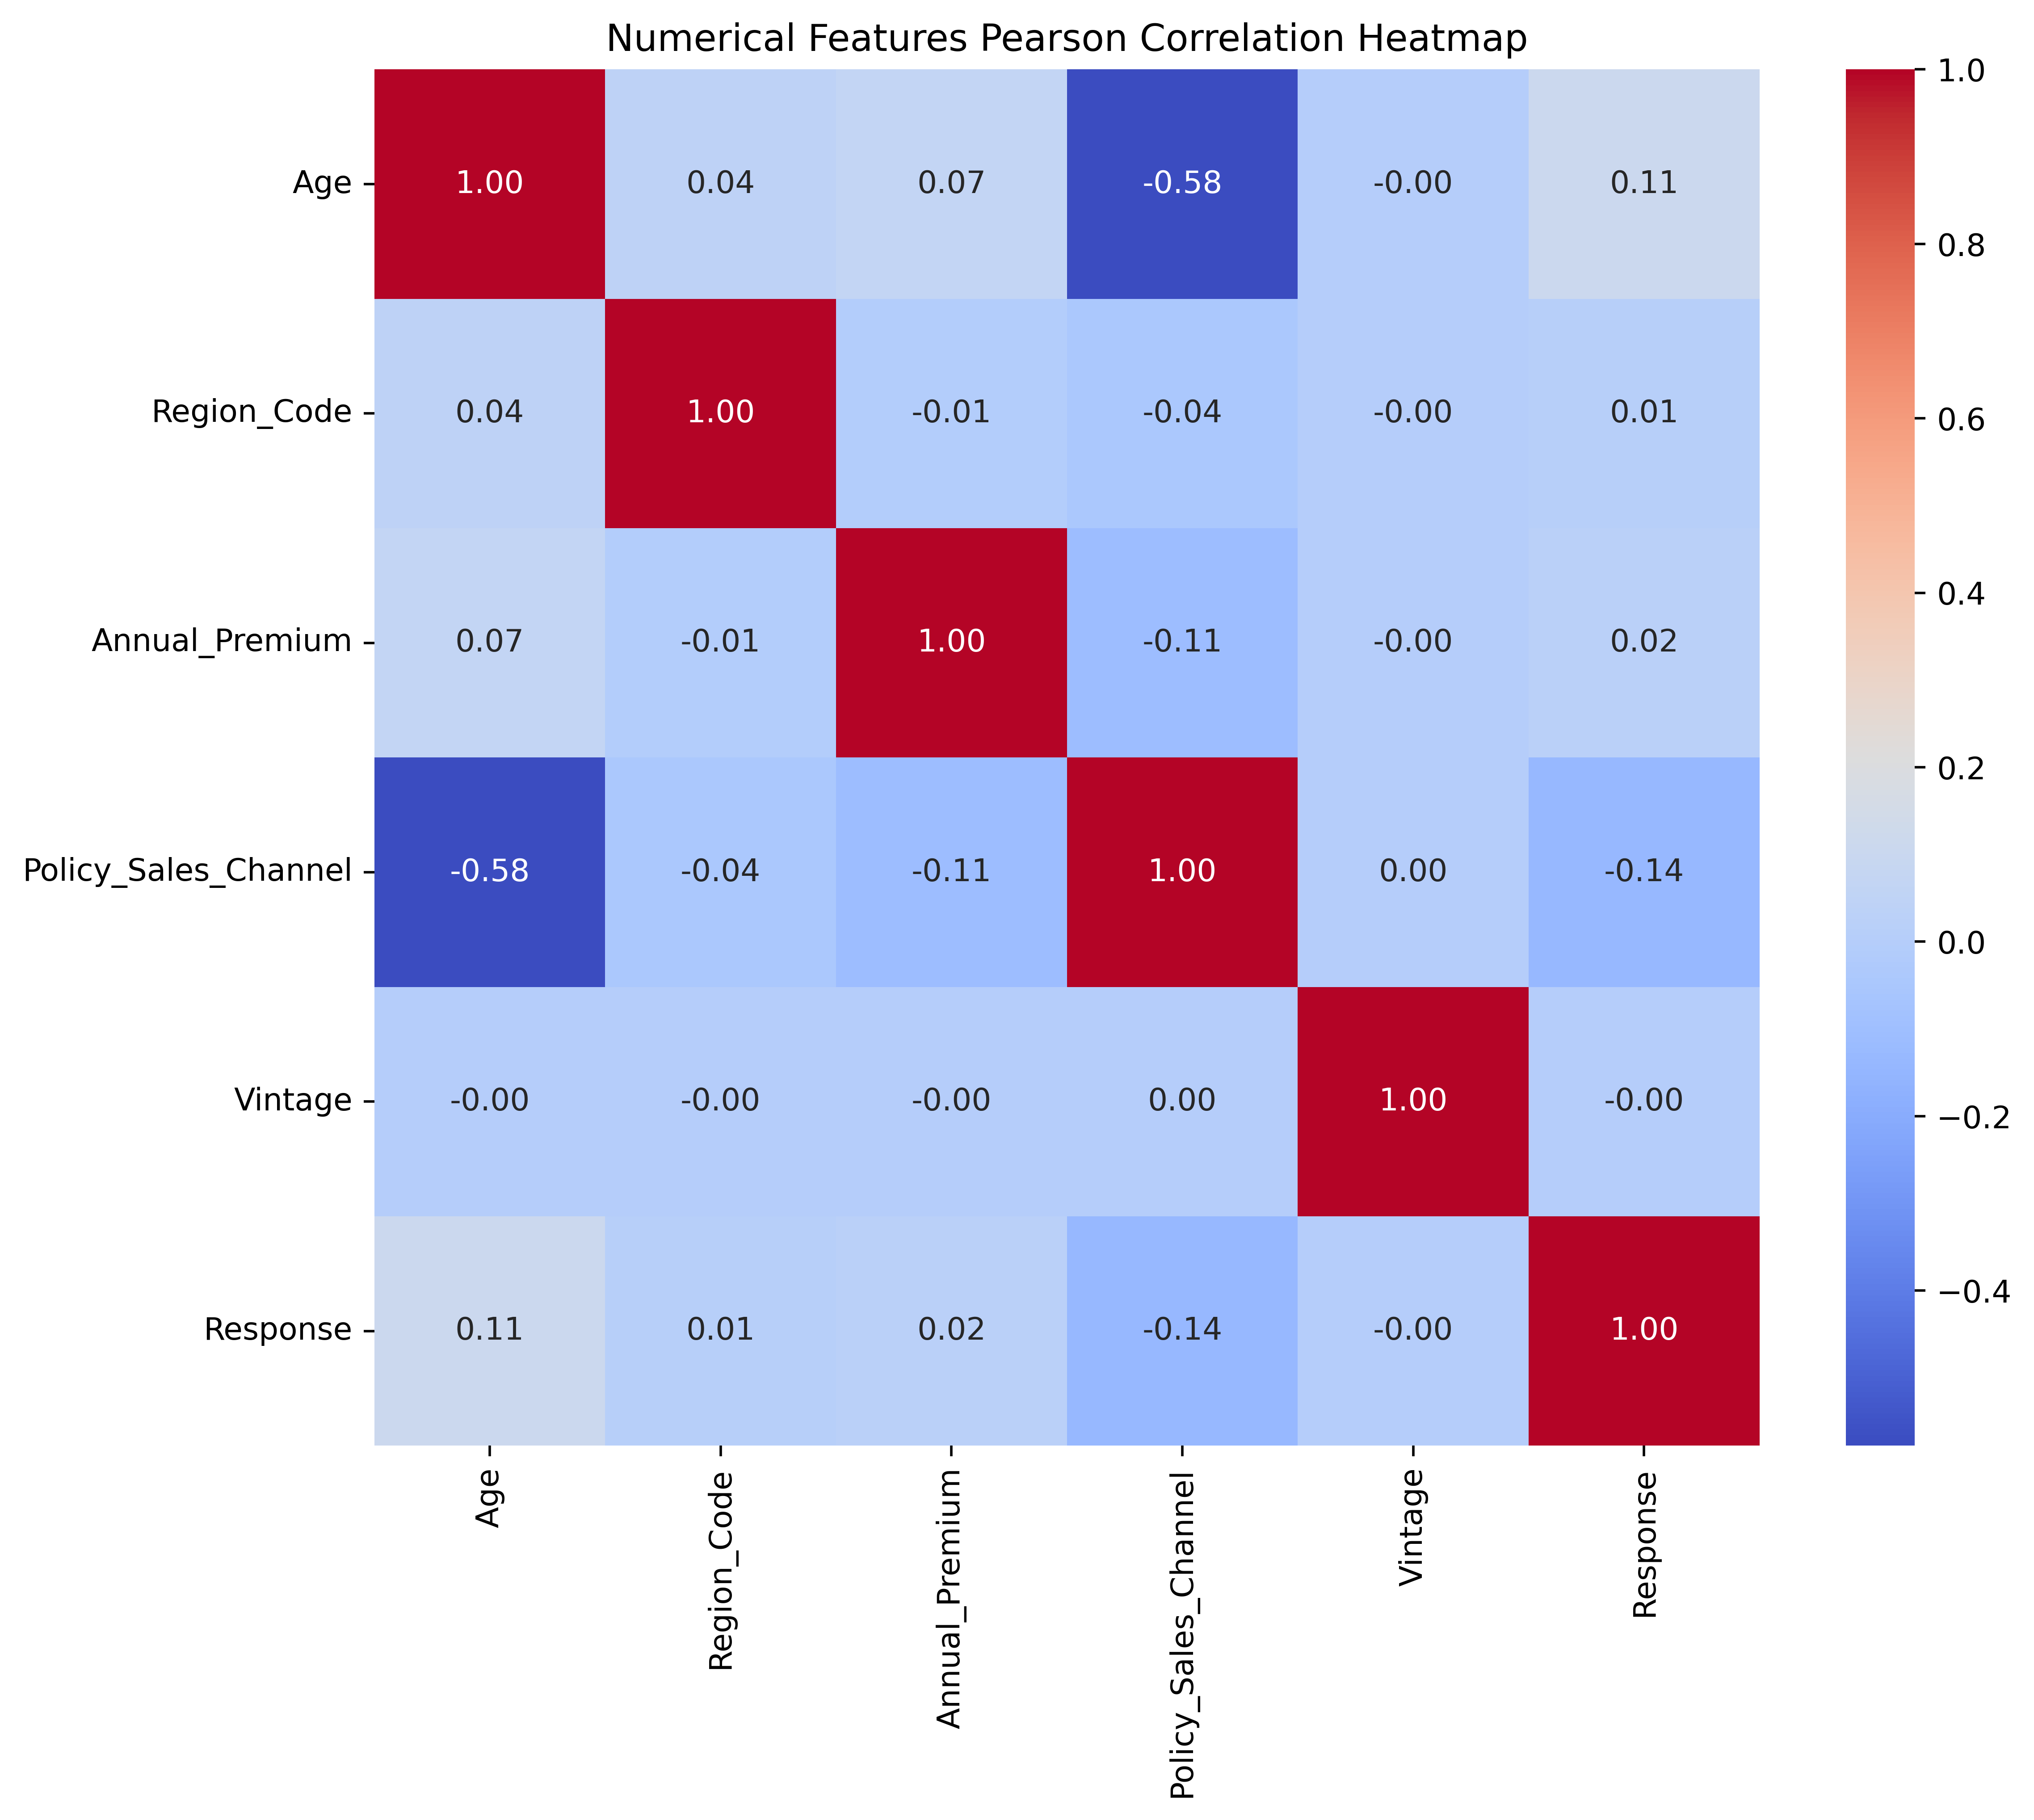 Numerical Features Pearson Correlation Heatmap
Age 1.00 0.04 0.07 -0.58 -0.00 0.11
Region_Code 0.04 1.00 -0.01 -0.04 -0.00 0.01
Annual_Premium 0.07 -0.01 1.00 -0.11 -0.00 0.02
Policy_Sales_Channel -0.58 -0.04 -0.11 1.00 0.00 -0.14
Vintage -0.00 -0.00 -0.00 0.00 1.00 -0.00
Response 0.11 0.01 0.02 -0.14 -0.00 1.00
Age
Region_Code
Annual_Premium
Policy_Sales_Channel
Vintage
Response
1.0
0.8
0.6
0.4
0.2
0.0
−0.2
−0.4